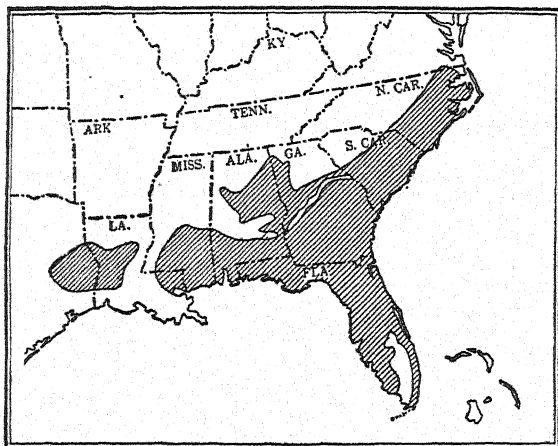 KY
N. CAR.
TENN.
ARK
S. CAR.
MISS.
ALA.
GA.
LA.
FLA.